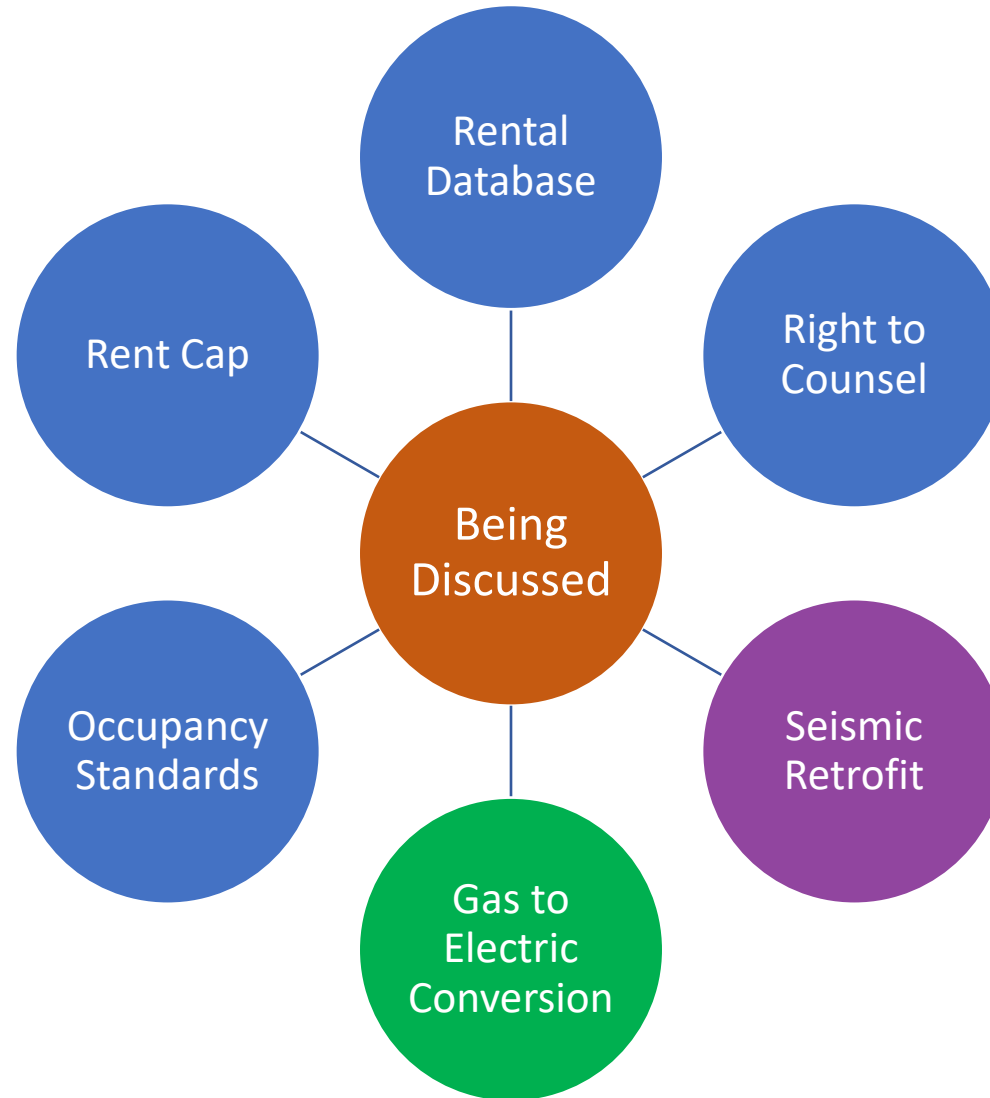 Rental
Database
Right to
Counsel
Rent Cap
Being
Discussed
Occupancy
Standards
Seismic
Retrofit
Gas to
Electric
Conversion